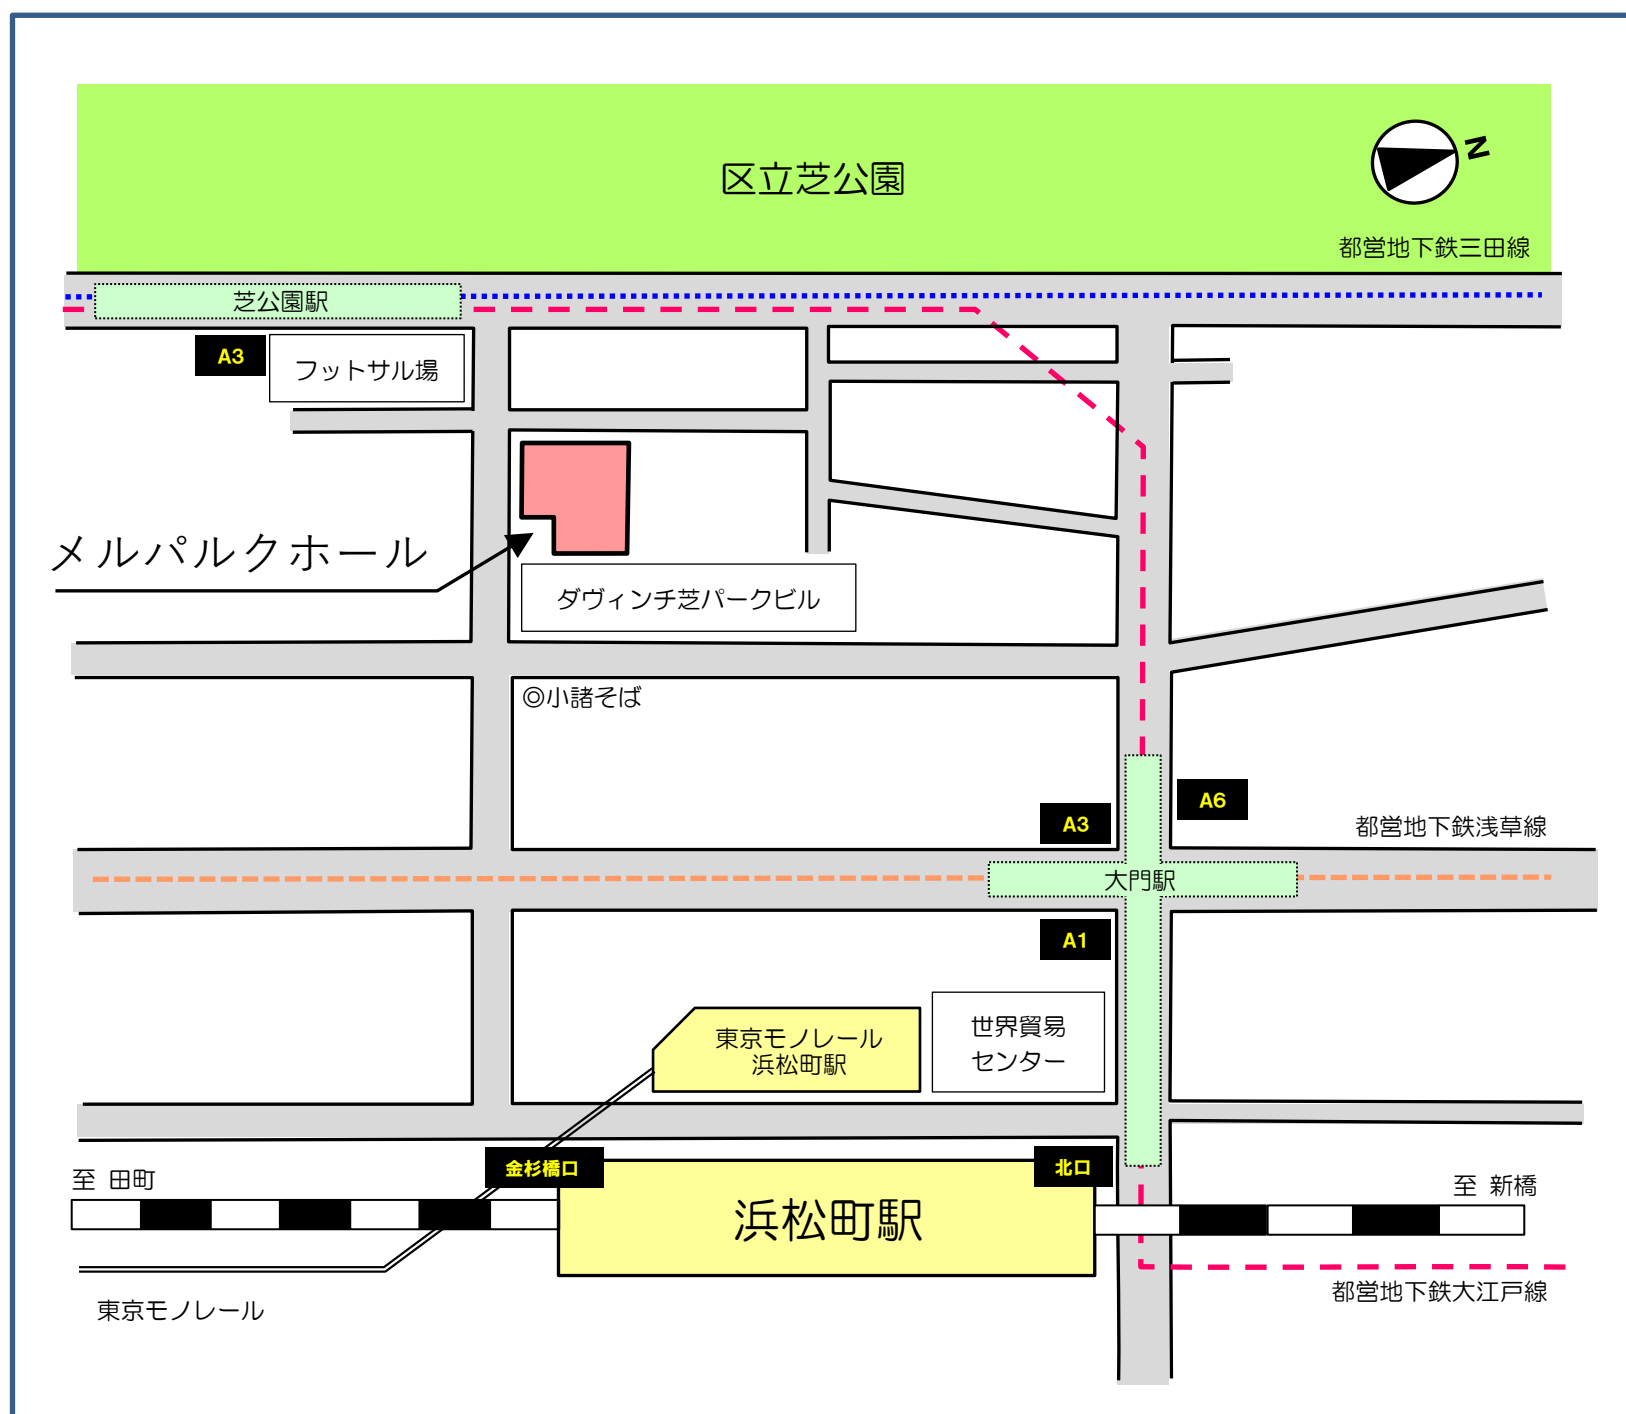 区立芝公園
N
都営地下鉄三田線
芝公園駅
A3
フットサル場
メルパルクホール
ダヴィンチ芝パークビル
◎小諸そば
A3
A6
都営地下鉄浅草線
大門駅
A1
世界貿易
センター
東京モノレール
浜松町駅
金杉橋口
北口
至 田町
浜松町駅
至 新橋
都営地下鉄大江戸線
東京モノレール